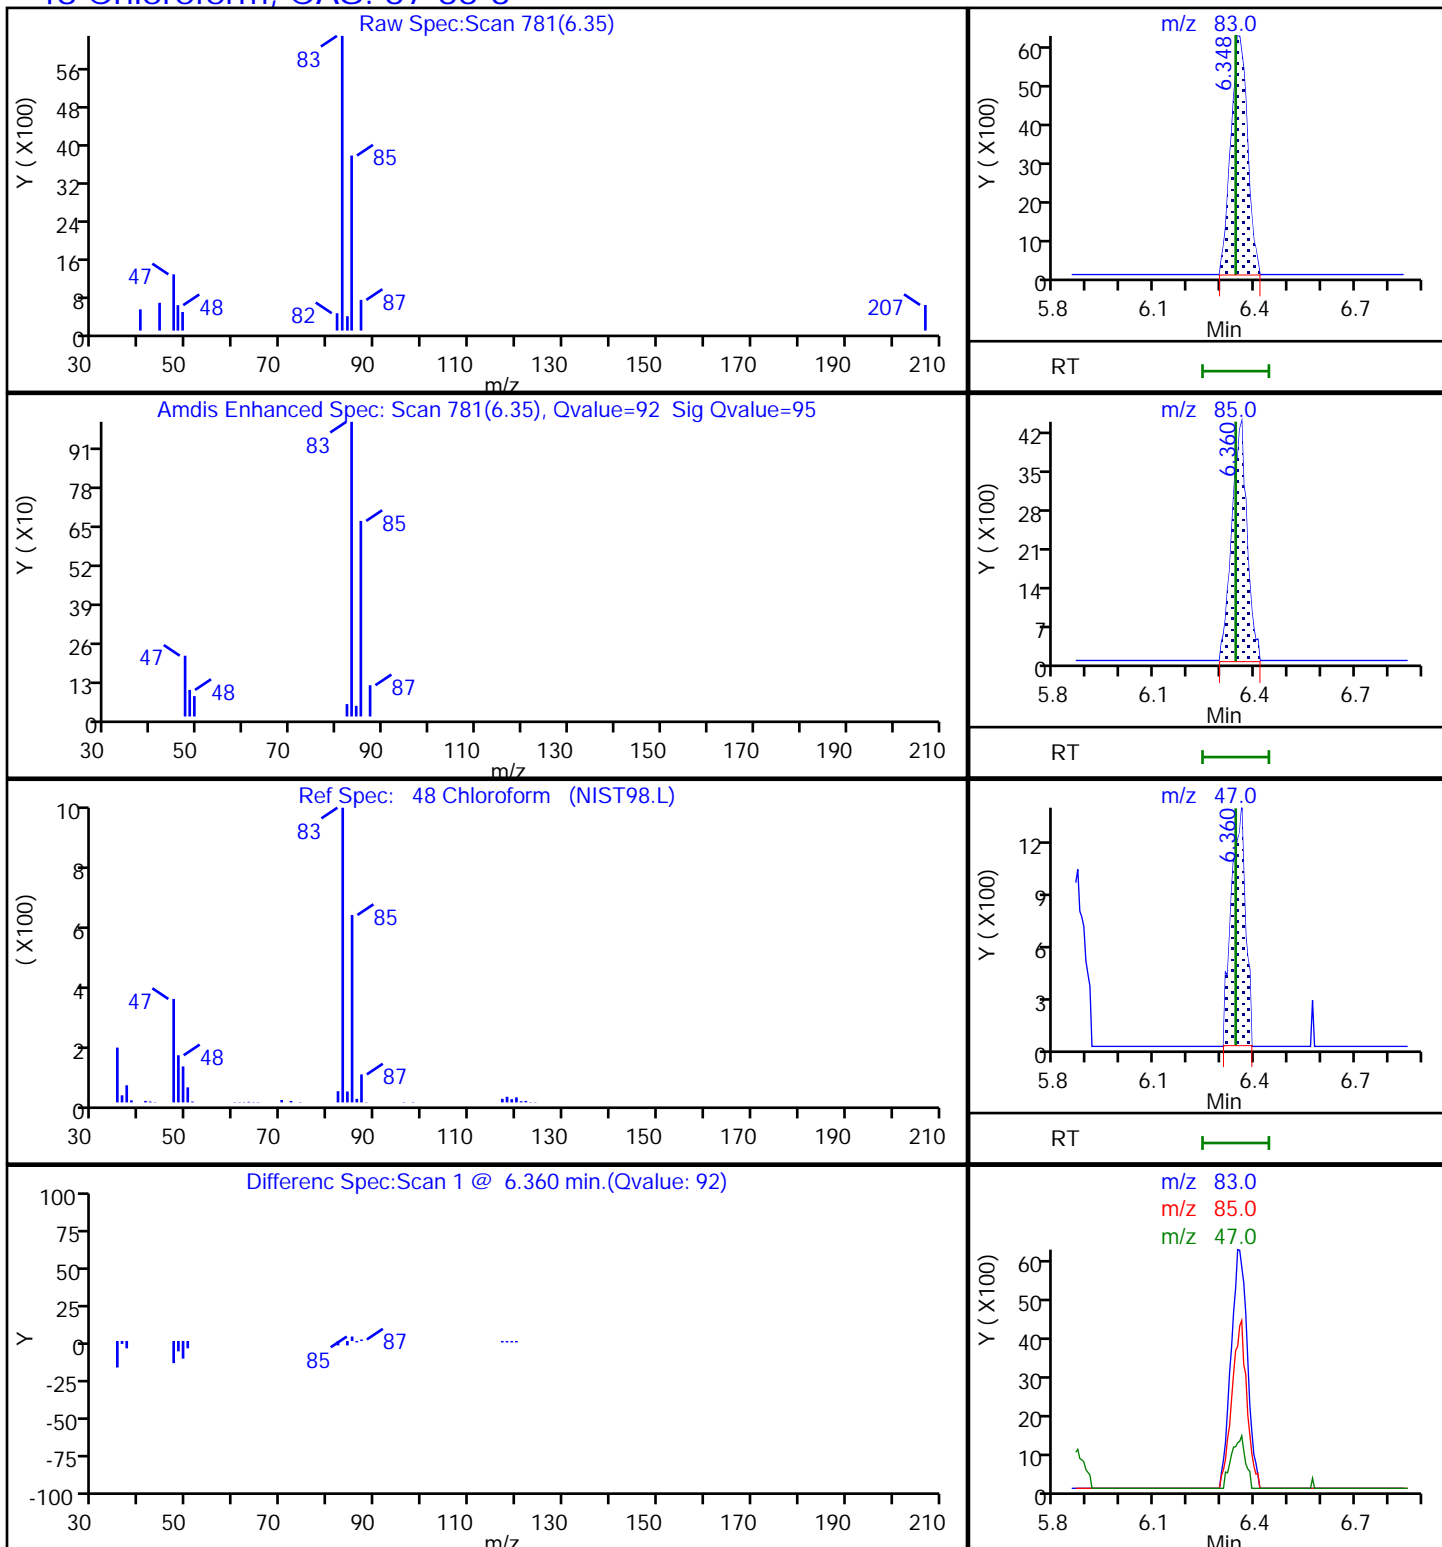 48 Chloroform, CAS: 67-66-3
Raw Spec:Scan 781(6.35)
Y ( X100)
56
48
40
32
24
16
8
0
83
85
47
48
82
87
207
30 50 70 90 110 130 150 170 190 210
m/z
m/z 83.0
Y ( X100)
60
50
40
30
20
10
0
6.348
5.8 6.1 6.4 6.7
Min
RT
Amdis Enhanced Spec: Scan 781(6.35), Qvalue=92 Sig Qvalue=95
Y ( X10)
91
78
65
52
39
26
13
0
83
85
47
48
87
30 50 70 90 110 130 150 170 190 210
m/z
m/z 85.0
Y ( X100)
42
35
28
21
14
7
0
6.360
5.8 6.1 6.4 6.7
Min
RT
Ref Spec: 48 Chloroform (NIST98.L)
( X100)
10
8
6
4
2
0
83
85
47
48
87
30 50 70 90 110 130 150 170 190 210
m/z 47.0
Y ( X100)
12
9
6
3
0
6.360
5.8 6.1 6.4 6.7
Min
RT
Differenc Spec:Scan 1 @ 6.360 min.(Qvalue: 92)
Y
100
75
50
25
0
-25
-50
-75
-100
85
87
30 50 70 90 110 130 150 170 190 210
m/z
m/z 83.0
m/z 85.0
m/z 47.0
Y ( X100)
60
50
40
30
20
10
0
5.8 6.1 6.4 6.7
Min